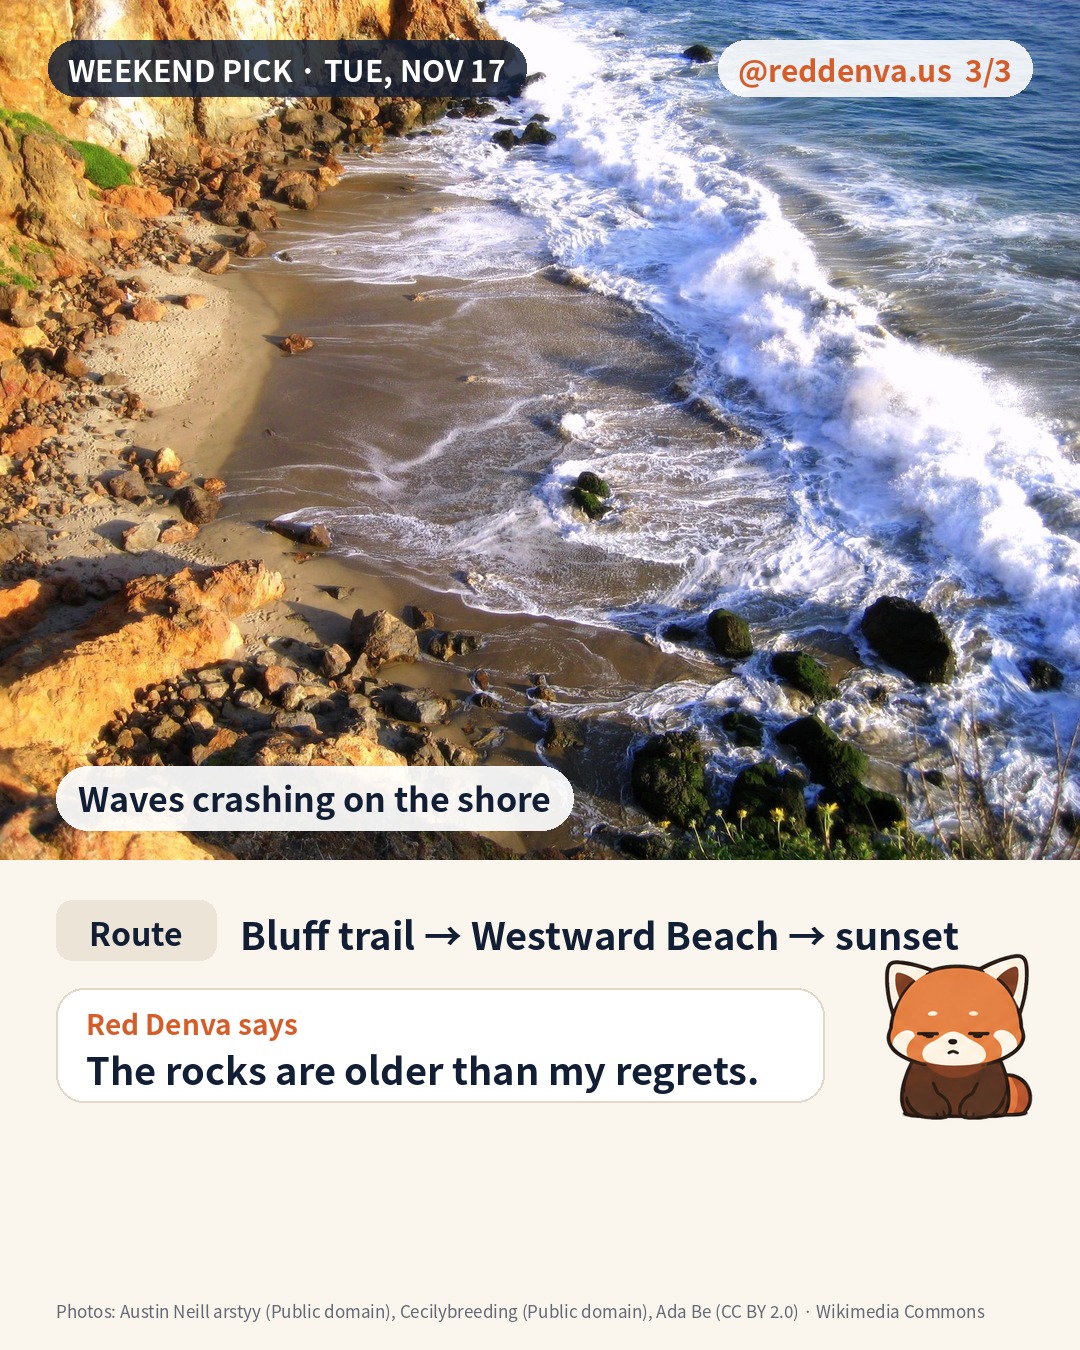 WEEKEND PICK · TUE, NOV 17
@reddenva.us 3/3
Waves crashing on the shore
Route
Bluff trail → Westward Beach → sunset
Red Denva says
The rocks are older than my regrets.
Photos: Austin Neill arstyy (Public domain), Cecilybreeding (Public domain), Ada Be (CC BY 2.0) · Wikimedia Commons